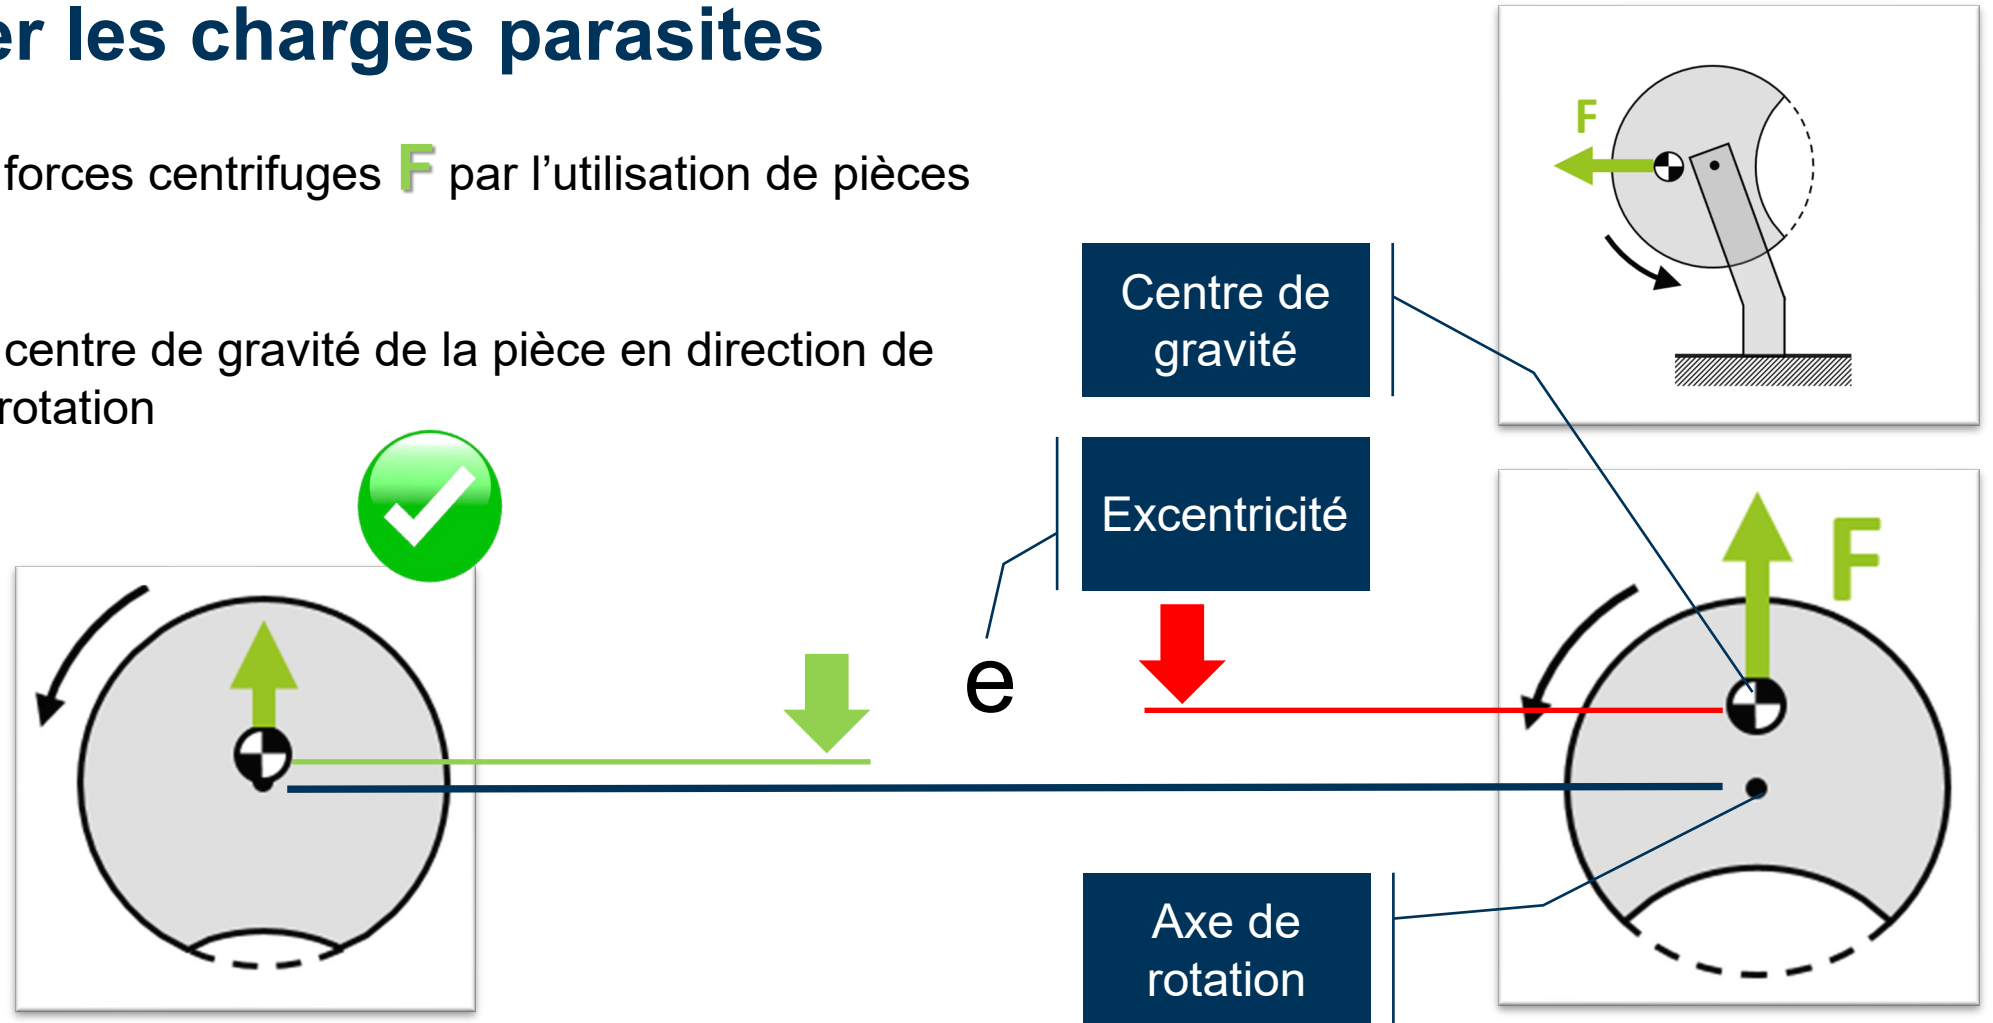 er les charges parasites
F
forces centrifuges F par l’utilisation de pièces
Centre de
gravité
centre de gravité de la pièce en direction de
rotation
Excentricité
F
e
Axe de
rotation